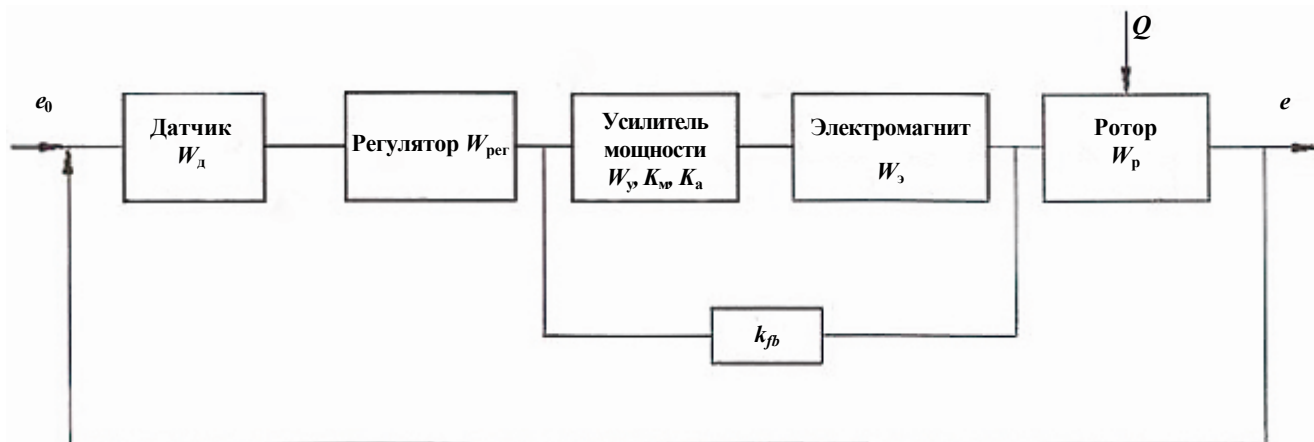 Q
e₀
e
Датчик
Wд
Регулятор Wрег
Усилитель
мощности
Wу, Kм, Kа
Электромагнит
Wэ
Ротор
Wр
kfb